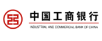 中国工商银行
INDUSTRIAL AND COMMERCIAL BANK OF CHINA